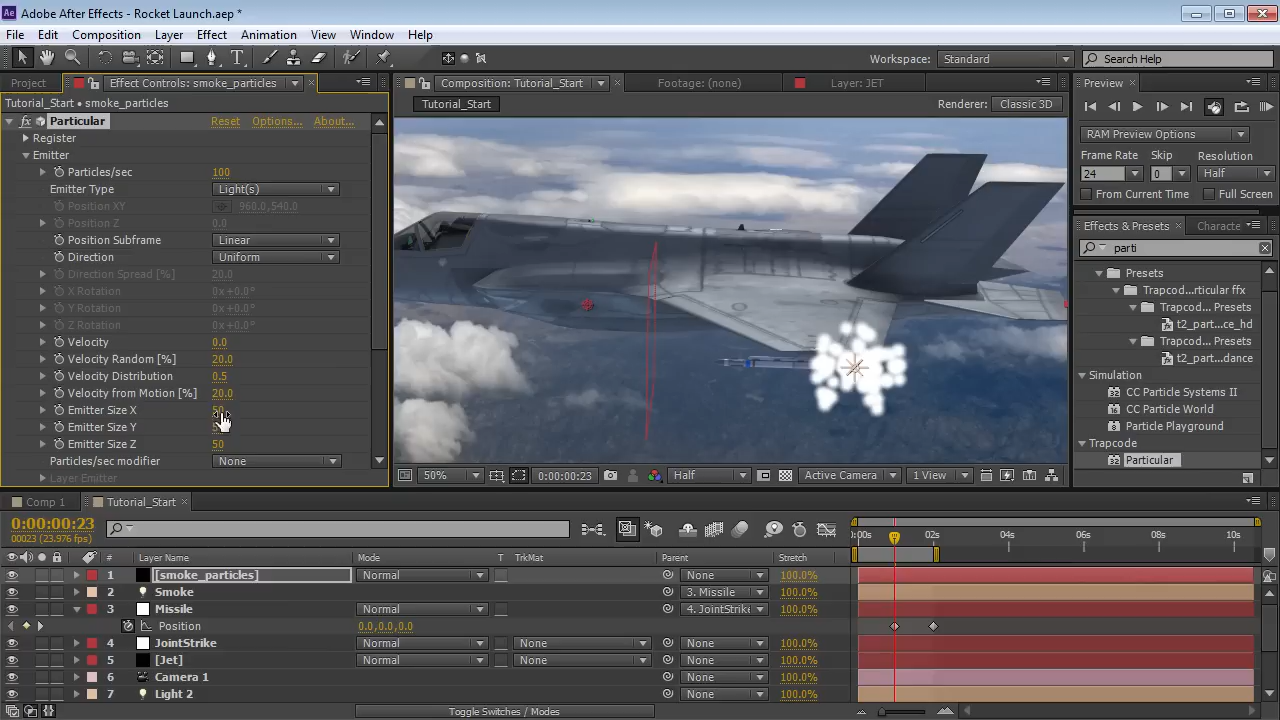 Adobe After Effects - Rocket Launch.aep *
File Edit Composition Layer Effect Animation View Window Help
Workspace: Standard Search Help
Project Effect Controls: smoke_particles Composition: Tutorial_Start Footage: (none) Layer: JET Preview
Tutorial_Start • smoke_particles
Tutorial_Start Renderer: Classic 3D
fx Particular Reset Options... About...
Register
Emitter
Particles/sec 100
Emitter Type Light(s)
Position XY 960.0,540.0
Position Z 0.0
Position Subframe Linear
Direction Uniform
Direction Spread [%] 20.0
X Rotation 0x+0.0°
Y Rotation 0x+0.0°
Z Rotation 0x+0.0°
Velocity 0.0
Velocity Random [%] 20.0
Velocity Distribution 0.5
Velocity from Motion [%] 20.0
Emitter Size X
Emitter Size Y
Emitter Size Z 50
Particles/sec modifier None
Layer Emitter
50% 0:00:00:23 Half Active Camera 1 View
RAM Preview Options
Frame Rate Skip Resolution
24 0 Half
From Current Time Full Screen
Effects & Presets Characte
parti
Presets
Trapcod...rticular ffx
Trapcod... Presets
t2_part...ce_hd
Trapcod... Presets
t2_part...dance
Simulation
CC Particle Systems II
CC Particle World
Particle Playground
Trapcode
Particular
Comp 1 Tutorial_Start
0:00:00:23
00023 (23.976 fps)
0:00s 02s 04s 06s 08s 10s
# Layer Name Mode T TrkMat Parent Stretch
1 [smoke_particles] Normal None 100.0%
2 Smoke 3. Missile 100.0%
3 Missile Normal 4. JointStrike 100.0%
Position 0.0,0.0,0.0
4 JointStrike Normal None None 100.0%
5 [Jet] Normal None None 100.0%
6 Camera 1 None 100.0%
7 Light 2 None 100.0%
Toggle Switches / Modes